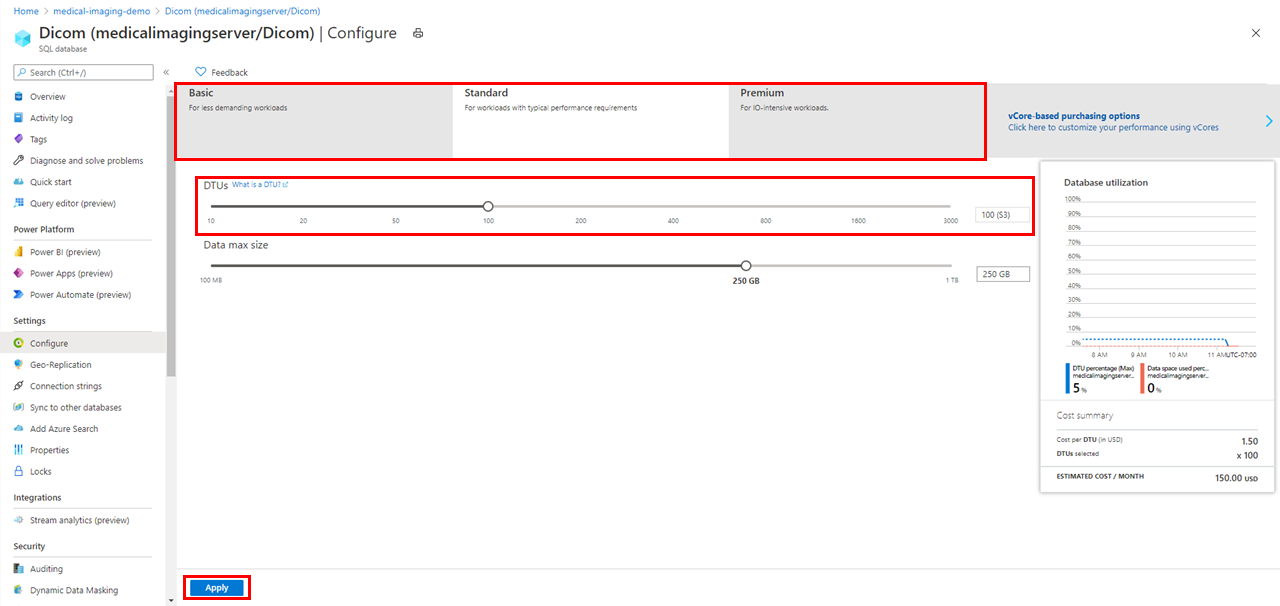 Home > medical-imaging-demo > Dicom (medicalimagingserver/Dicom)
Dicom (medicalimagingserver/Dicom) | Configure
SQL database
Search (Ctrl+/)
Overview
Activity log
Tags
Diagnose and solve problems
Quick start
Query editor (preview)
Power Platform
Power BI (preview)
Power Apps (preview)
Power Automate (preview)
Settings
Configure
Geo-Replication
Connection strings
Sync to other databases
Add Azure Search
Properties
Locks
Integrations
Stream analytics (preview)
Security
Auditing
Dynamic Data Masking
Feedback
Basic
For less demanding workloads
Standard
For workloads with typical performance requirements
Premium
For IO-intensive workloads.
vCore-based purchasing options
Click here to customize your performance using vCores
DTUs What is a DTU?
10 20 50 100 200 400 800 1600 3000
100 (S3)
Data max size
100 MB 250 GB 1 TB
250 GB
Apply
Database utilization
100%
90%
80%
70%
60%
50%
40%
30%
20%
10%
0%
8 AM 9 AM 10 AM 11 AM UTC-07:00
DTU percentage (Max)
medicalimagingserver...
5 %
Data space used perc...
medicalimagingserver...
0 %
Cost summary
Cost per DTU (in USD) 1.50
DTUs selected x 100
ESTIMATED COST / MONTH 150.00 USD